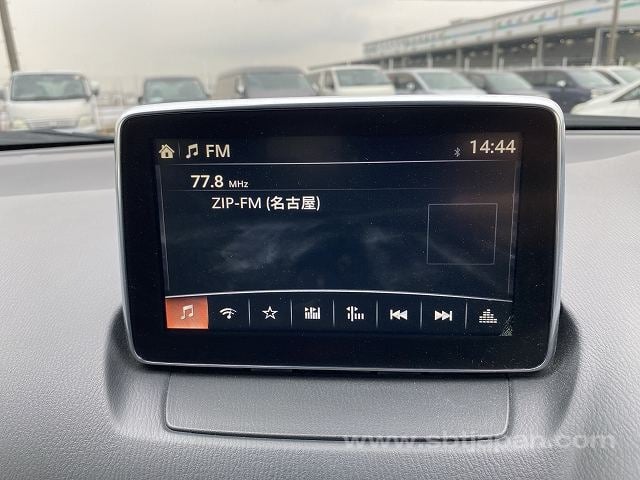 FM
14:44
77.8 MHz
ZIP-FM (名古屋)
www.sbtjapan.com